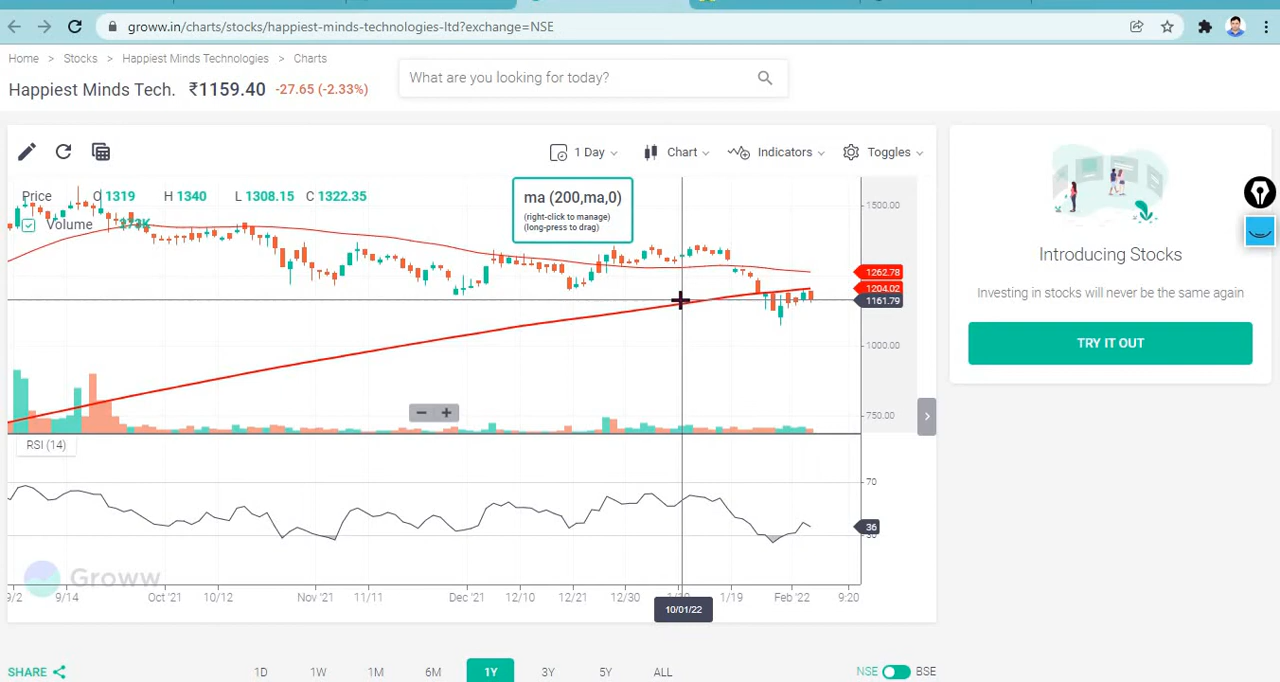 groww.in/charts/stocks/happiest-minds-technologies-ltd?exchange=NSE
Home > Stocks > Happiest Minds Technologies > Charts
Happiest Minds Tech. ₹1159.40 -27.65 (-2.33%)
What are you looking for today?
1 Day Chart Indicators Toggles
Price O 1319 H 1340 L 1308.15 C 1322.35
Volume 273K
ma (200,ma,0)
(right-click to manage)
(long-press to drag)
1500.00
1262.78
1204.02
1161.79
1000.00
750.00
− +
RSI (14)
70
36
Groww
9/2 9/14 Oct '21 10/12 Nov '21 11/11 Dec '21 12/10 12/21 12/30 1/19 Feb '22 9:20
10/01/22
SHARE 1D 1W 1M 6M 1Y 3Y 5Y ALL NSE BSE
Introducing Stocks
Investing in stocks will never be the same again
TRY IT OUT